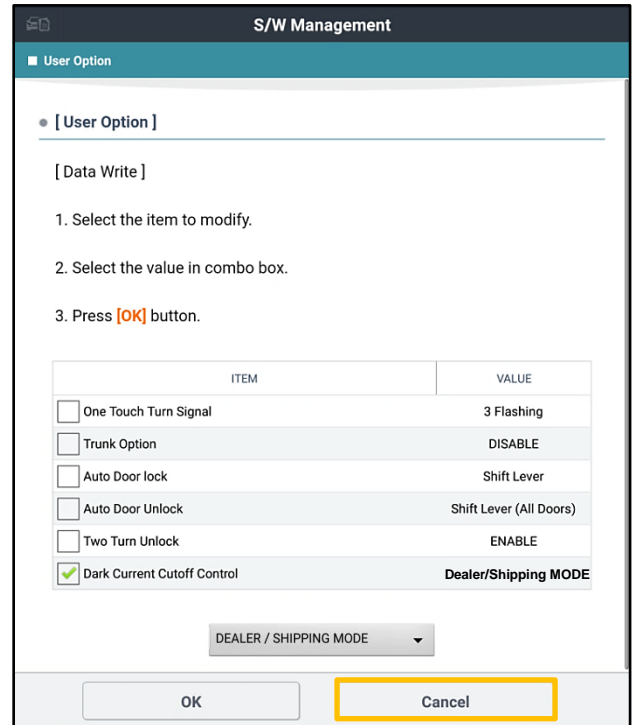 S/W Management
User Option
[ User Option ]
[ Data Write ]
1. Select the item to modify.
2. Select the value in combo box.
3. Press [OK] button.
ITEM VALUE
One Touch Turn Signal 3 Flashing
Trunk Option DISABLE
Auto Door lock Shift Lever
Auto Door Unlock Shift Lever (All Doors)
Two Turn Unlock ENABLE
Dark Current Cutoff Control Dealer/Shipping MODE
DEALER / SHIPPING MODE
OK Cancel